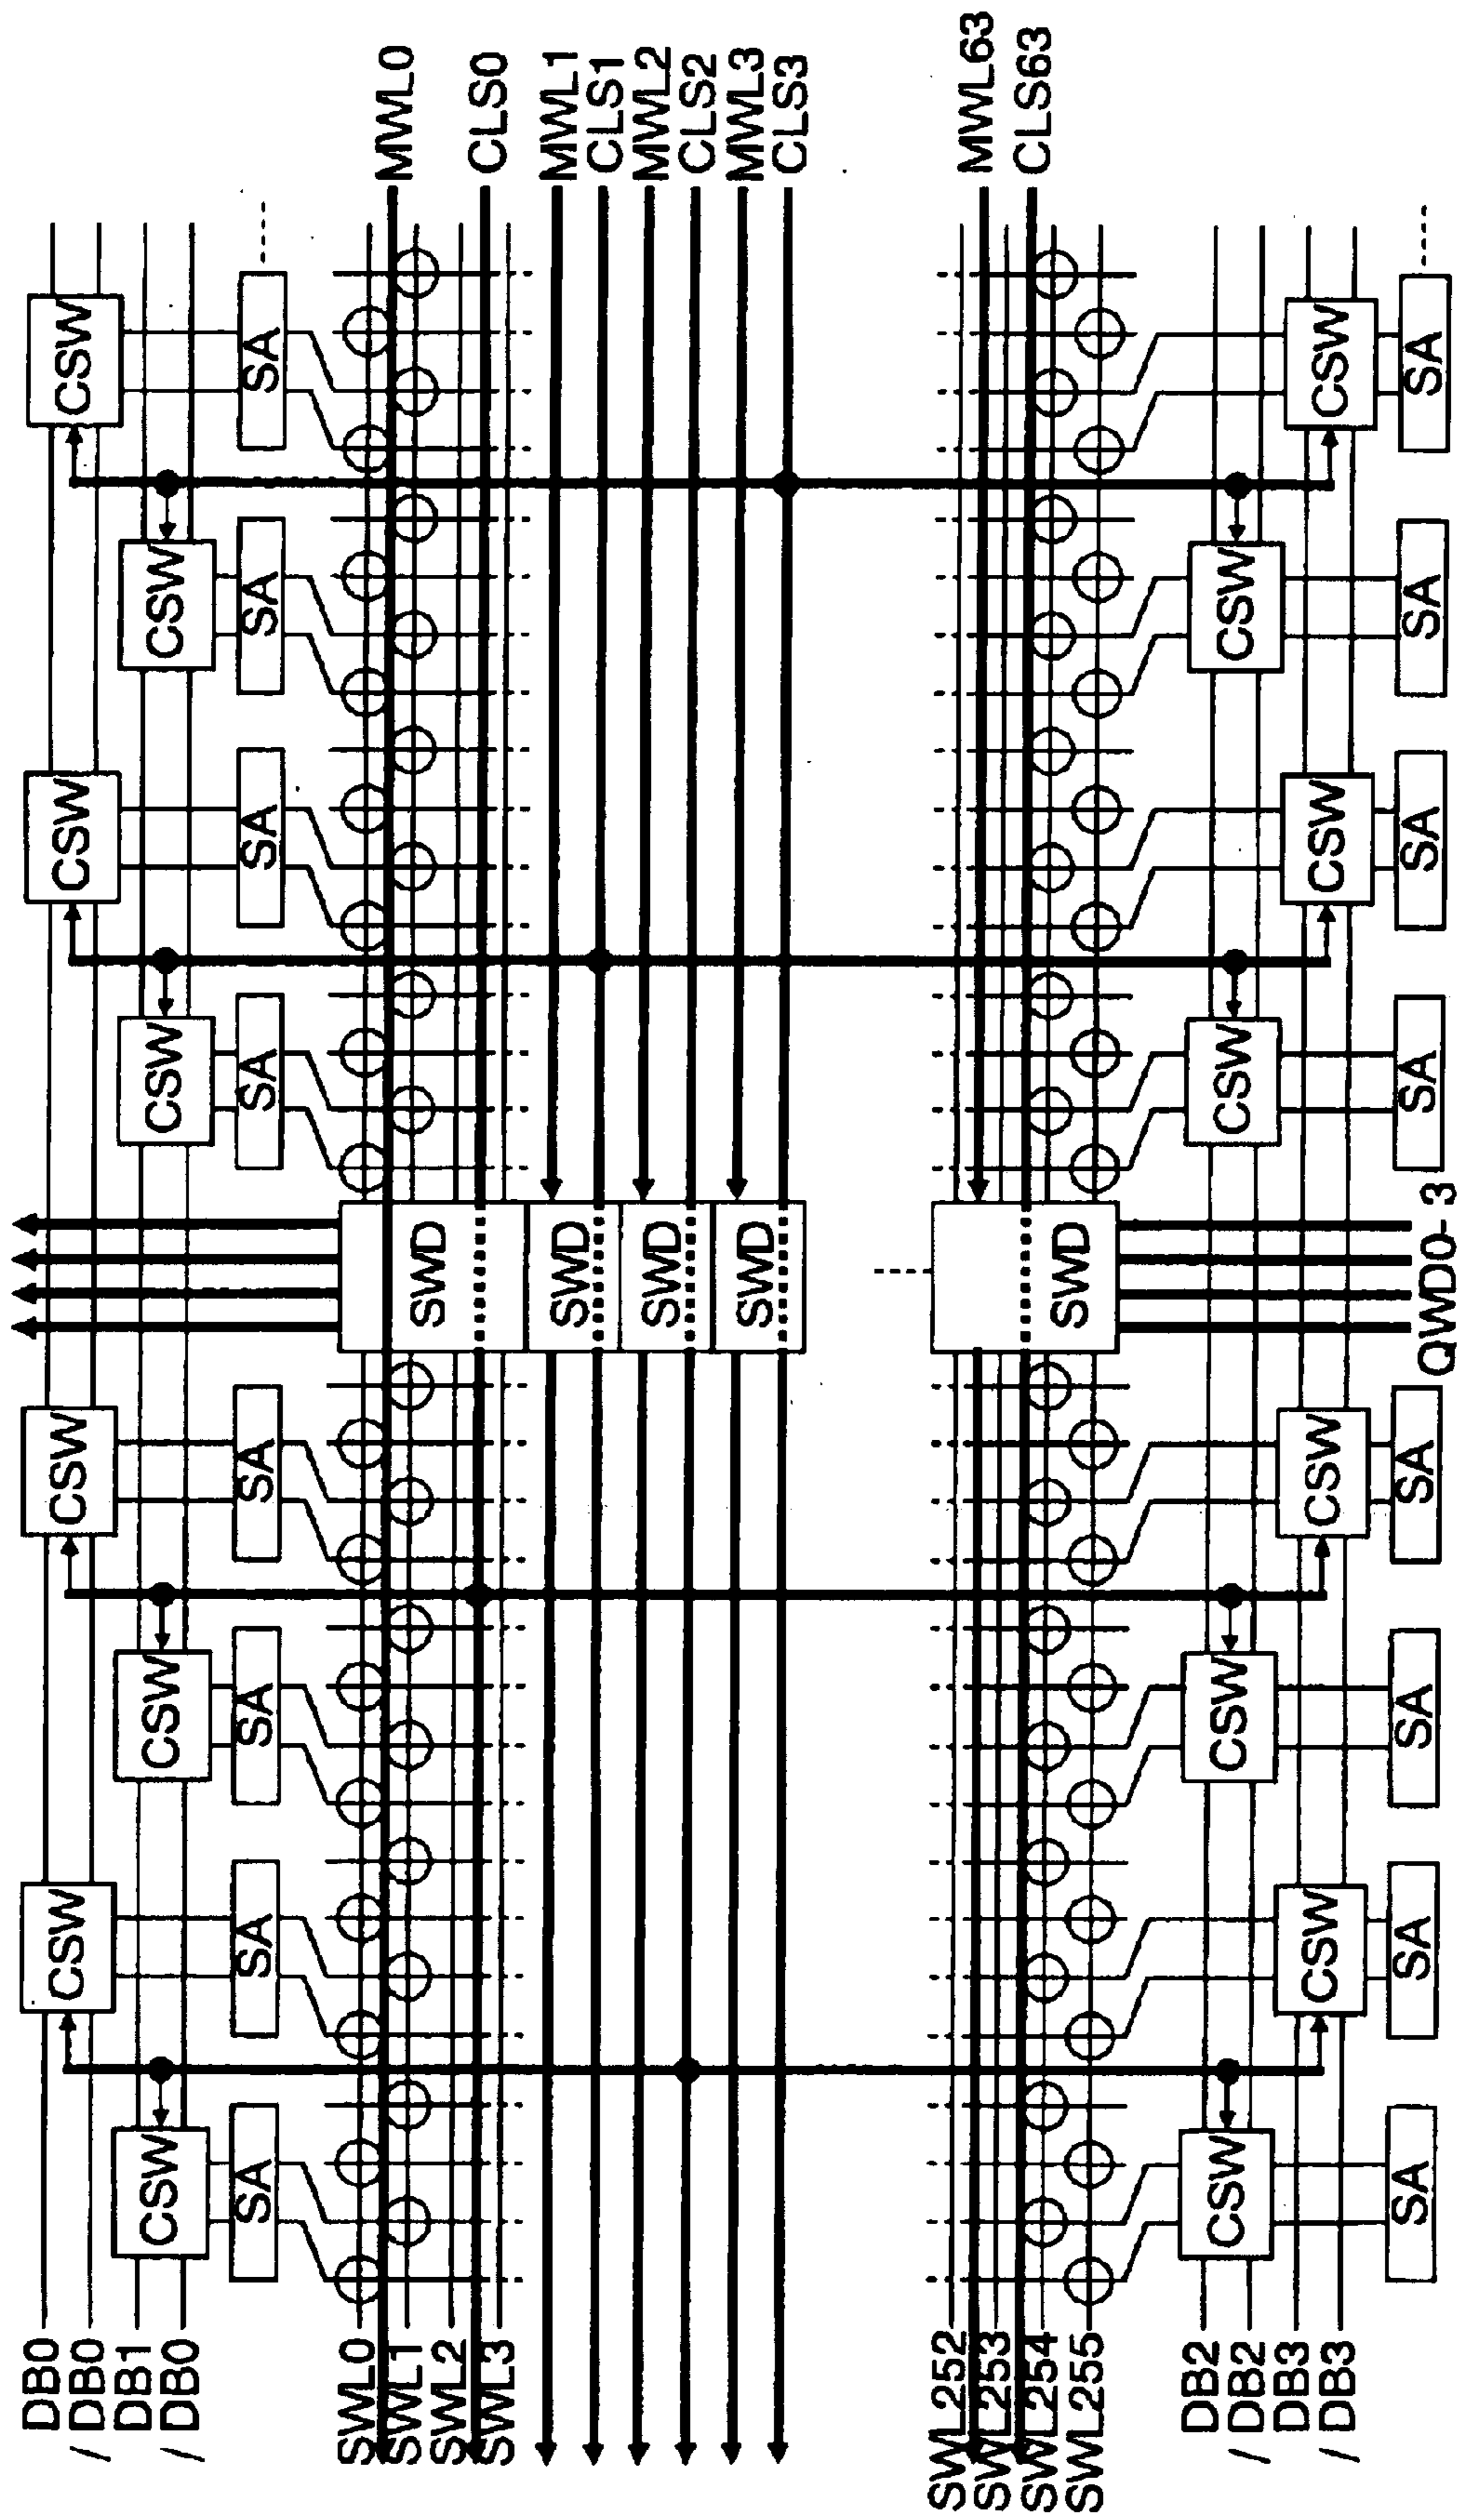 DB0
CSW
CSW
CSW
CSW
/DB0
DB1
CSW
CSW
CSW
CSW
/DB0
SA
SA
SA
SA
SA
SA
SA
SA
SWL0
MWL0
SWL1
SWD
SWL2
CLS0
SWL3
SWD
MWL1
CLS1
SWD
MWL2
CLS2
SWD
MWL3
CLS3
SWL252
MWL63
SWL253
CLS63
SWL254
SWD
SWL255
DB2
CSW
CSW
CSW
CSW
/DB2
DB3
CSW
CSW
CSW
CSW
/DB3
SA
SA
SA
SA
SA
SA
SA
SA
QWD0-3